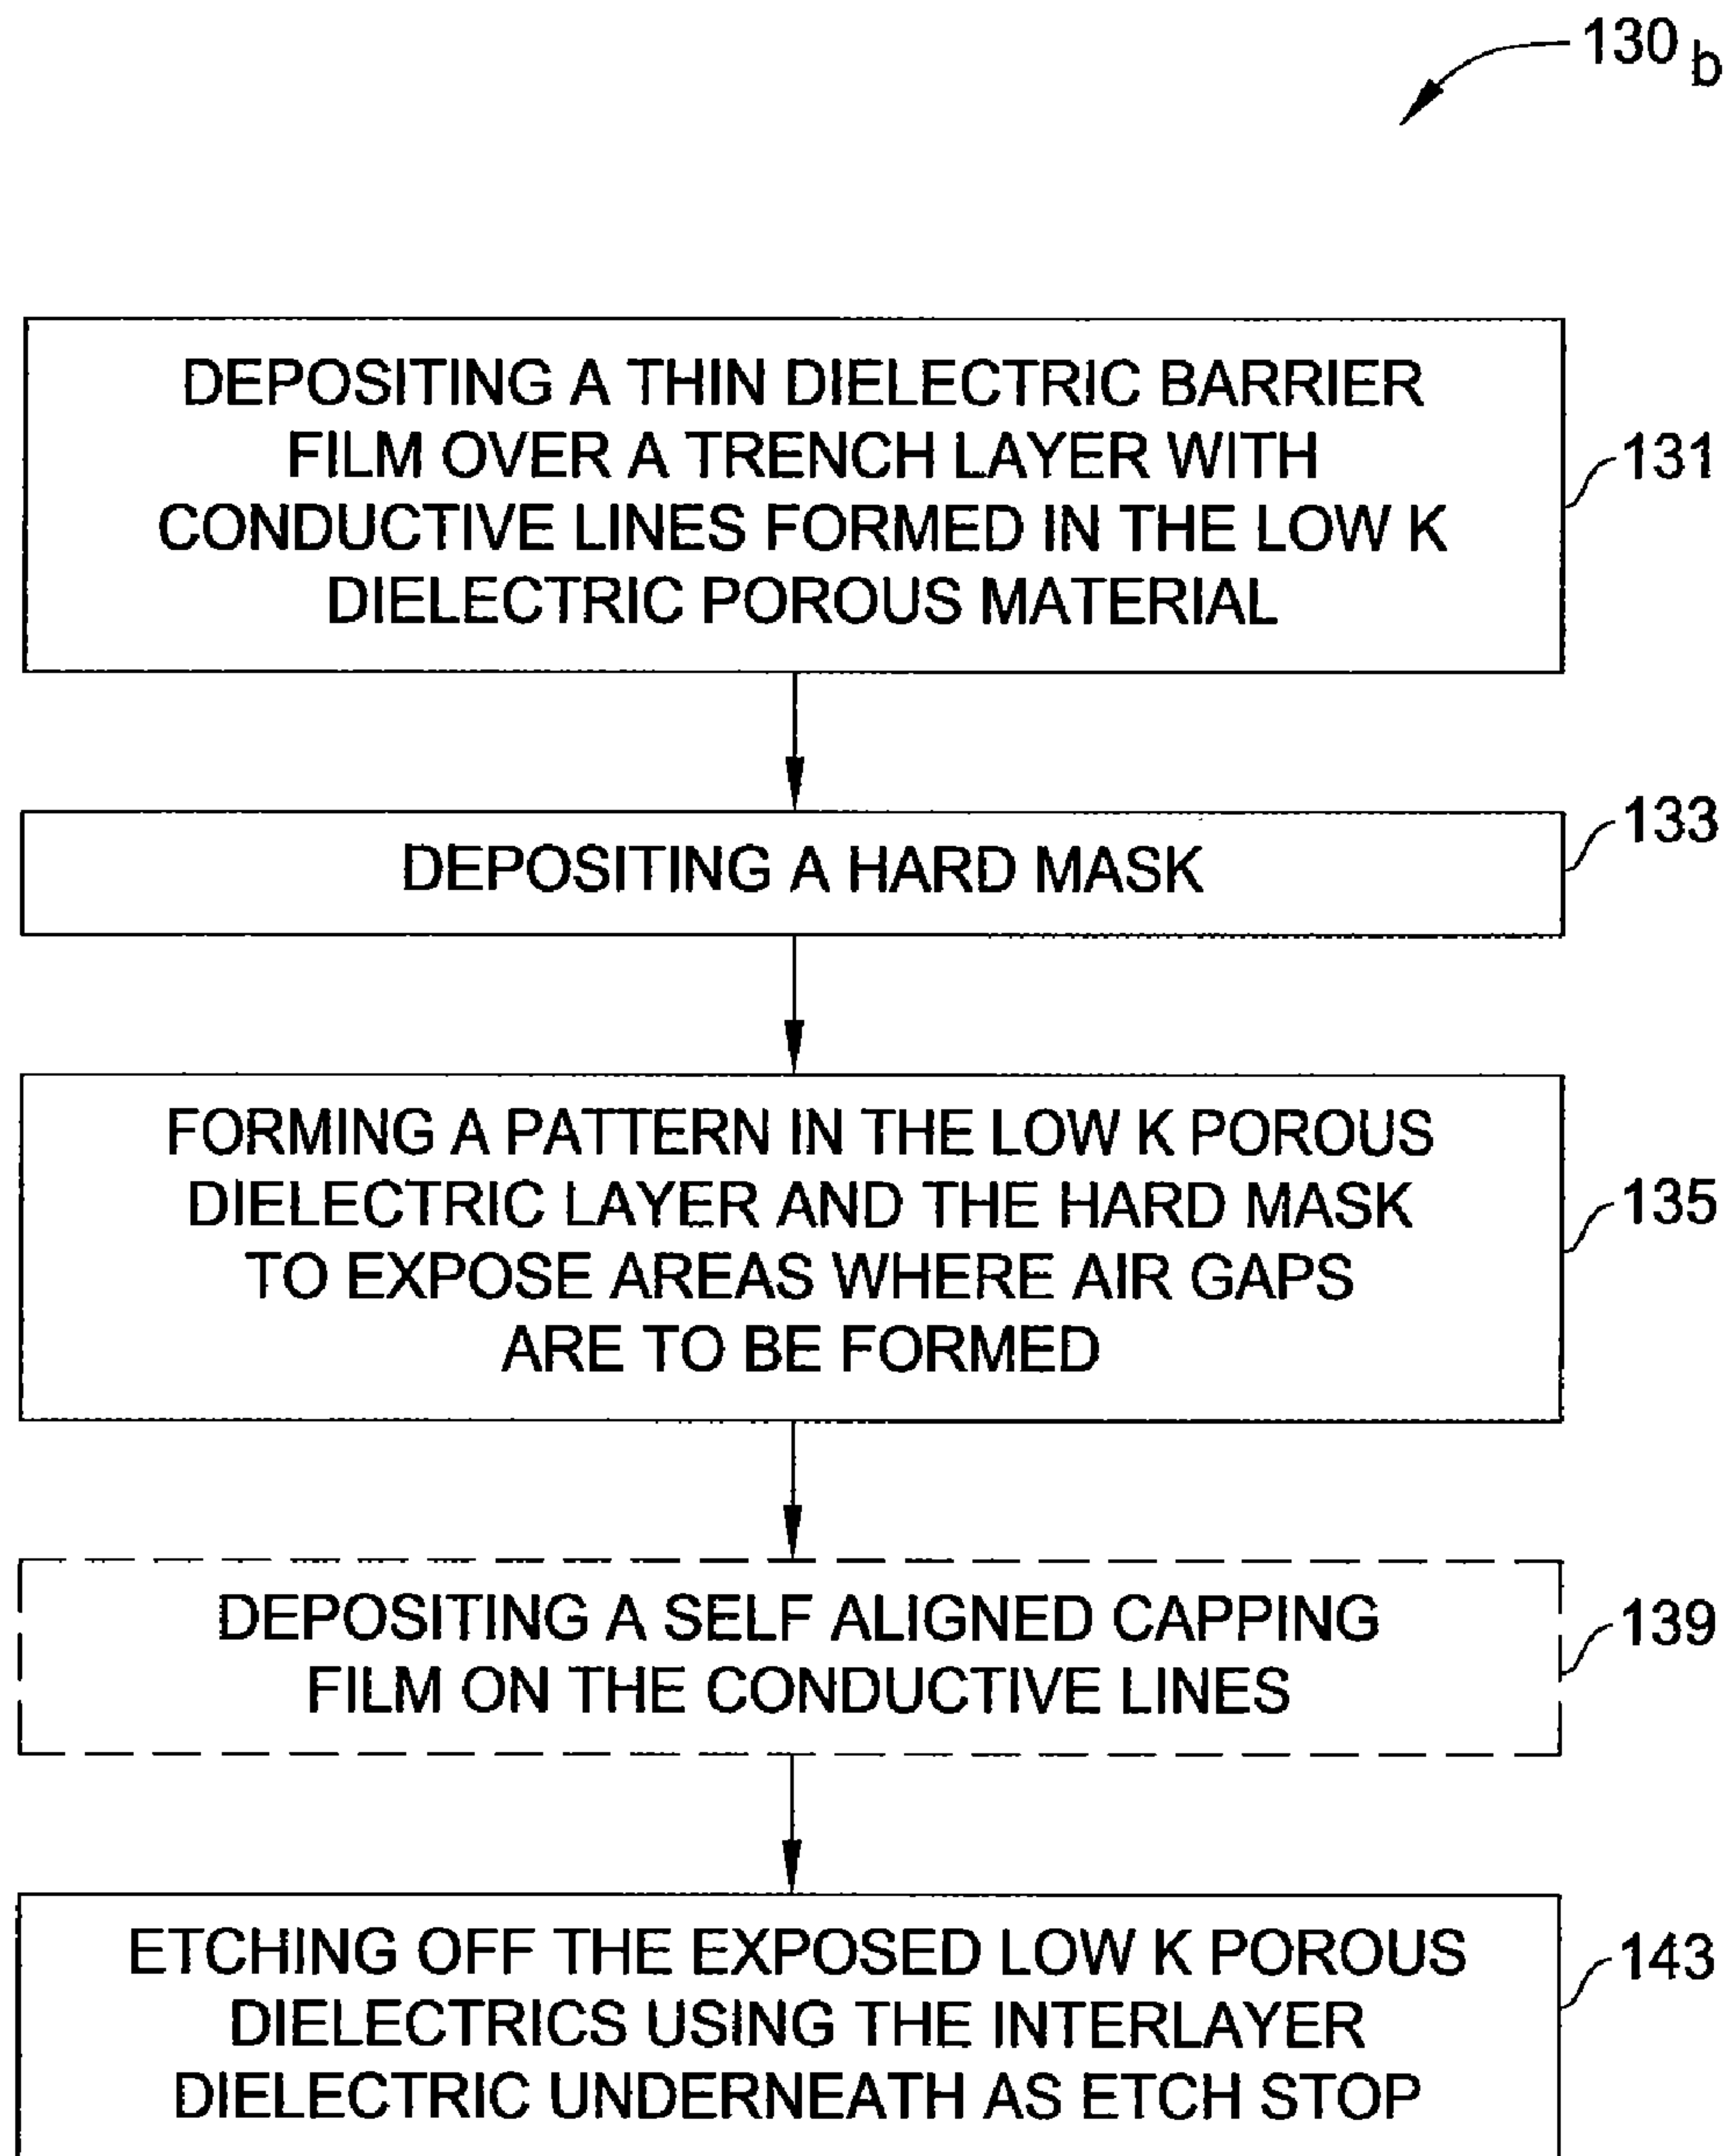 130b
DEPOSITING A THIN DIELECTRIC BARRIER
FILM OVER A TRENCH LAYER WITH
CONDUCTIVE LINES FORMED IN THE LOW K
DIELECTRIC POROUS MATERIAL
131
DEPOSITING A HARD MASK
133
FORMING A PATTERN IN THE LOW K POROUS
DIELECTRIC LAYER AND THE HARD MASK
TO EXPOSE AREAS WHERE AIR GAPS
ARE TO BE FORMED
135
DEPOSITING A SELF ALIGNED CAPPING
FILM ON THE CONDUCTIVE LINES
139
ETCHING OFF THE EXPOSED LOW K POROUS
DIELECTRICS USING THE INTERLAYER
DIELECTRIC UNDERNEATH AS ETCH STOP
143